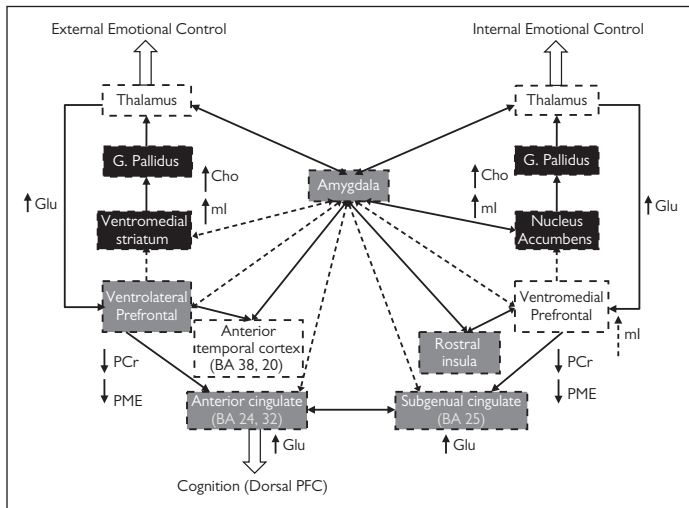 External Emotional Control
Internal Emotional Control
Thalamus
Thalamus
G. Pallidus
Cho
Cho
G. Pallidus
Glu
Amygdala
Glu
mI
mI
Ventromedial
striatum
Nucleus
Accumbens
Ventrolateral
Prefrontal
Ventromedial
Prefrontal
Anterior
temporal cortex
(BA 38, 20)
Rostral
insula
mI
PCr
PCr
PME
PME
Anterior cingulate
(BA 24, 32)
Subgenual cingulate
(BA 25)
Glu
Glu
Cognition (Dorsal PFC)